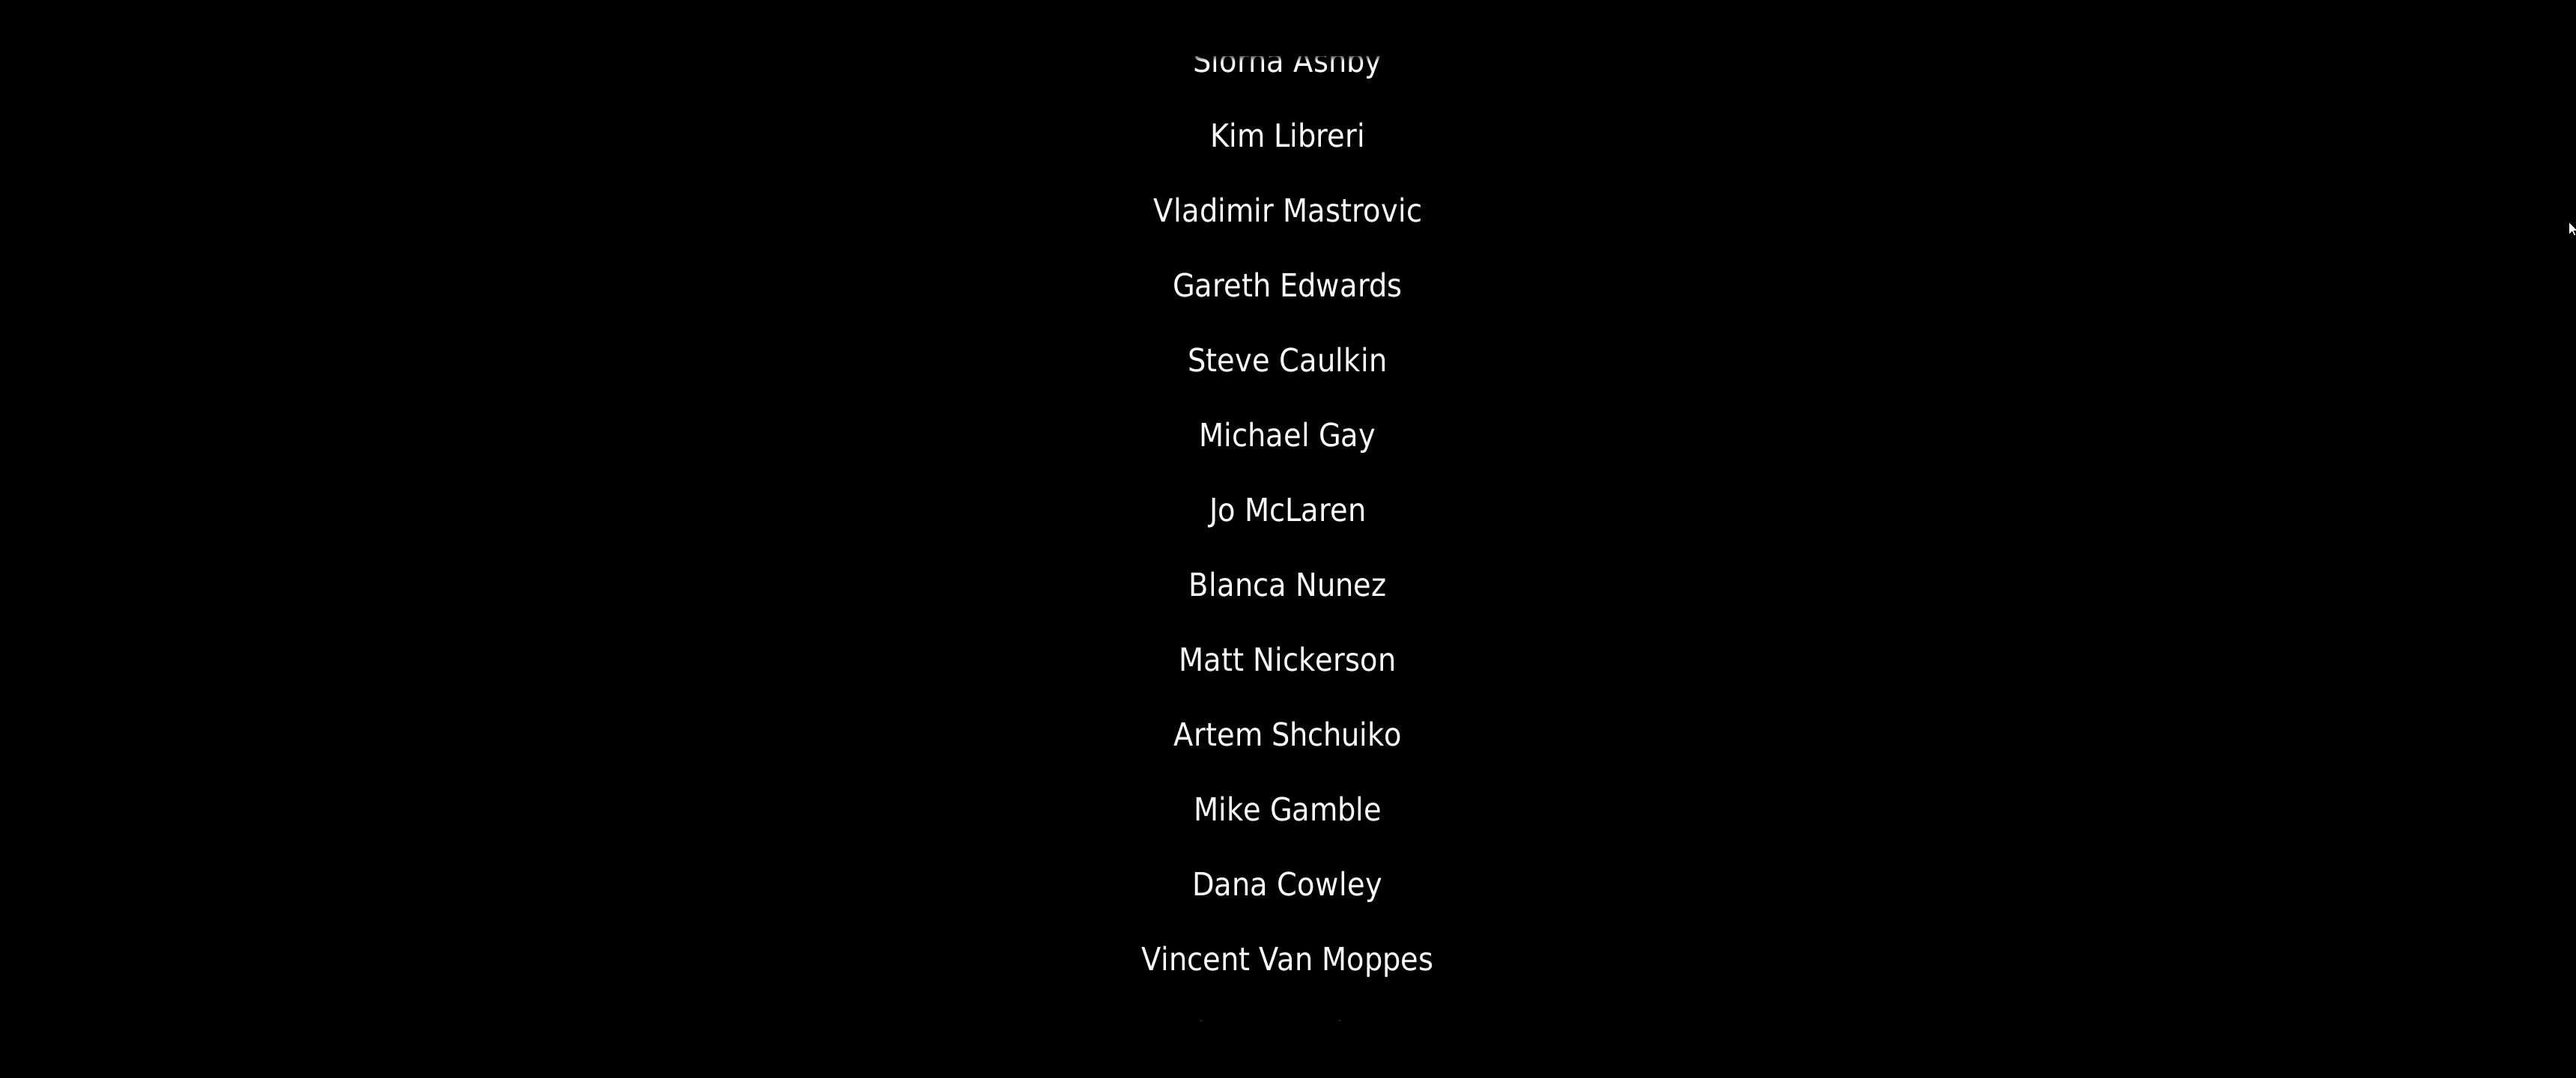 Kim Libreri
Vladimir Mastrovic
Gareth Edwards
Steve Caulkin
Michael Gay
Jo McLaren
Blanca Nunez
Matt Nickerson
Artem Shchuiko
Mike Gamble
Dana Cowley
Vincent Van Moppes